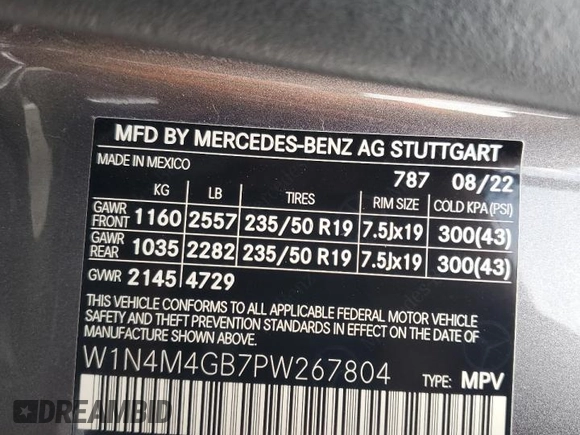 MFD BY MERCEDES-BENZ AG STUTTGART
MADE IN MEXICO 787 08/22
KG LB TIRES RIM SIZE COLD KPA(PSI)
GAWR FRONT 1160 2557 235/50 R19 7.5Jx19 300(43)
GAWR REAR 1035 2282 235/50 R19 7.5Jx19 300(43)
GVWR 2145 4729
THIS VEHICLE CONFORMS TO ALL APPLICABLE FEDERAL MOTOR VEHICLE
SAFETY AND THEFT PREVENTION STANDARDS IN EFFECT ON THE DATE OF
MANUFACTURE SHOWN ABOVE.
W1N4M4GB7PW267804 TYPE: MPV
DREAMBID